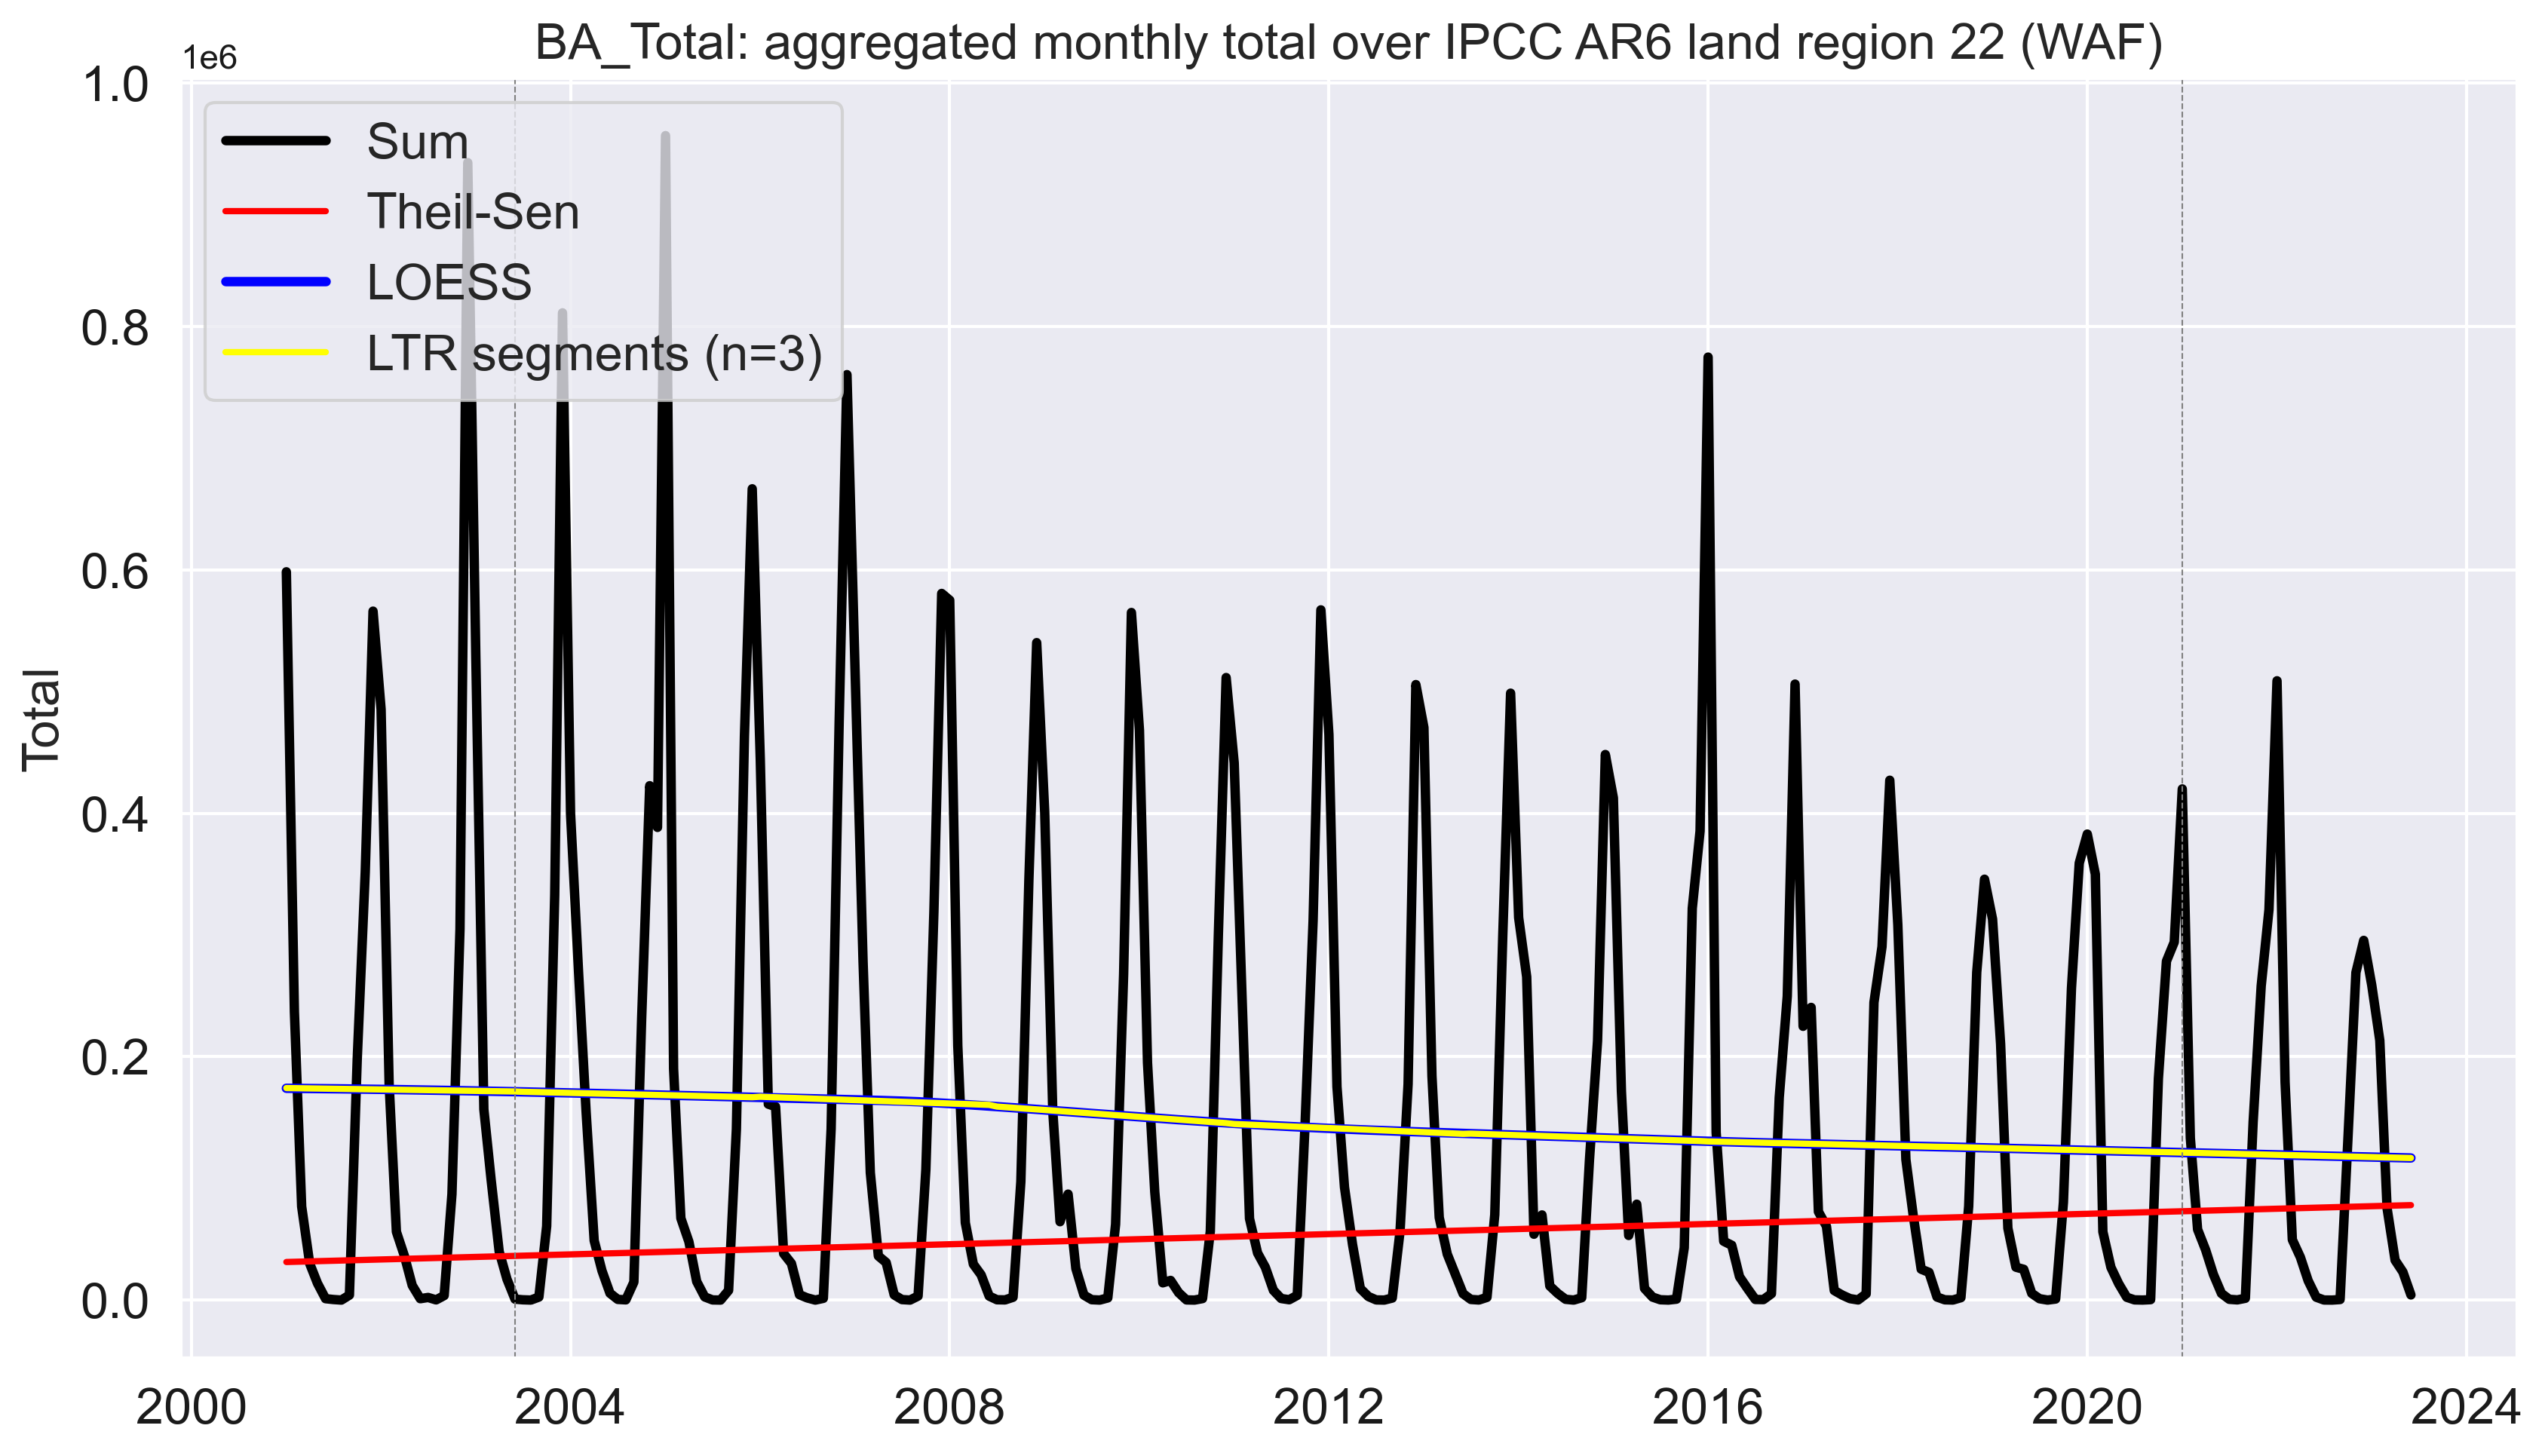 BA_Total: aggregated monthly total over IPCC AR6 land region 22 (WAF)
1e6
1.0
0.8
0.6
0.4
0.2
0.0
Total
Sum
Theil-Sen
LOESS
LTR segments (n=3)
2000 2004 2008 2012 2016 2020 2024